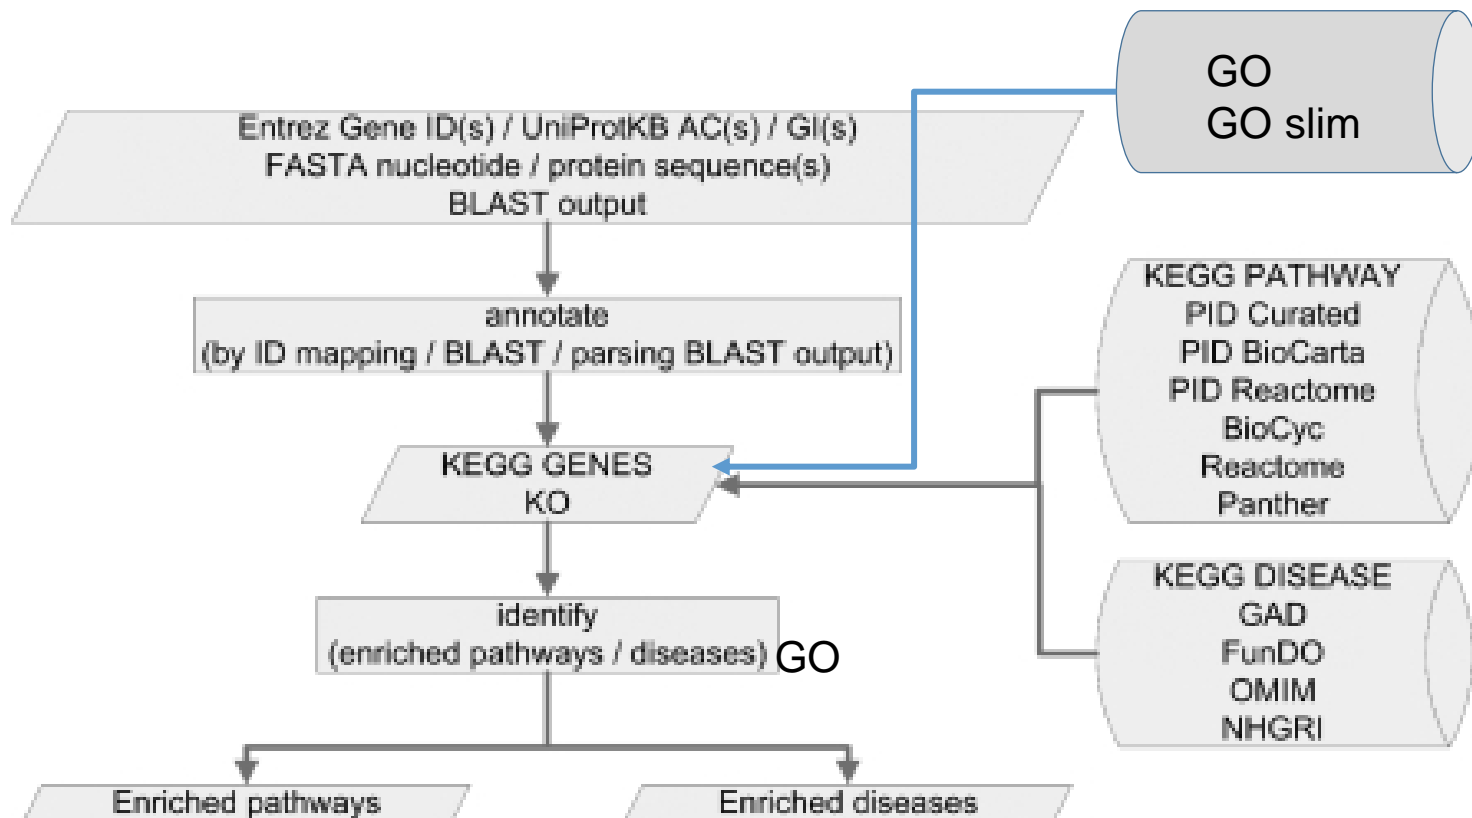 GO
GO slim
Entrez Gene ID(s) / UniProtKB AC(s) / GI(s)
FASTA nucleotide / protein sequence(s)
BLAST output
annotate
(by ID mapping / BLAST / parsing BLAST output)
KEGG GENES
KO
KEGG PATHWAY
PID Curated
PID BioCarta
PID Reactome
BioCyc
Reactome
Panther
identify
(enriched pathways / diseases) GO
KEGG DISEASE
GAD
FunDO
OMIM
NHGRI
Enriched pathways
Enriched diseases